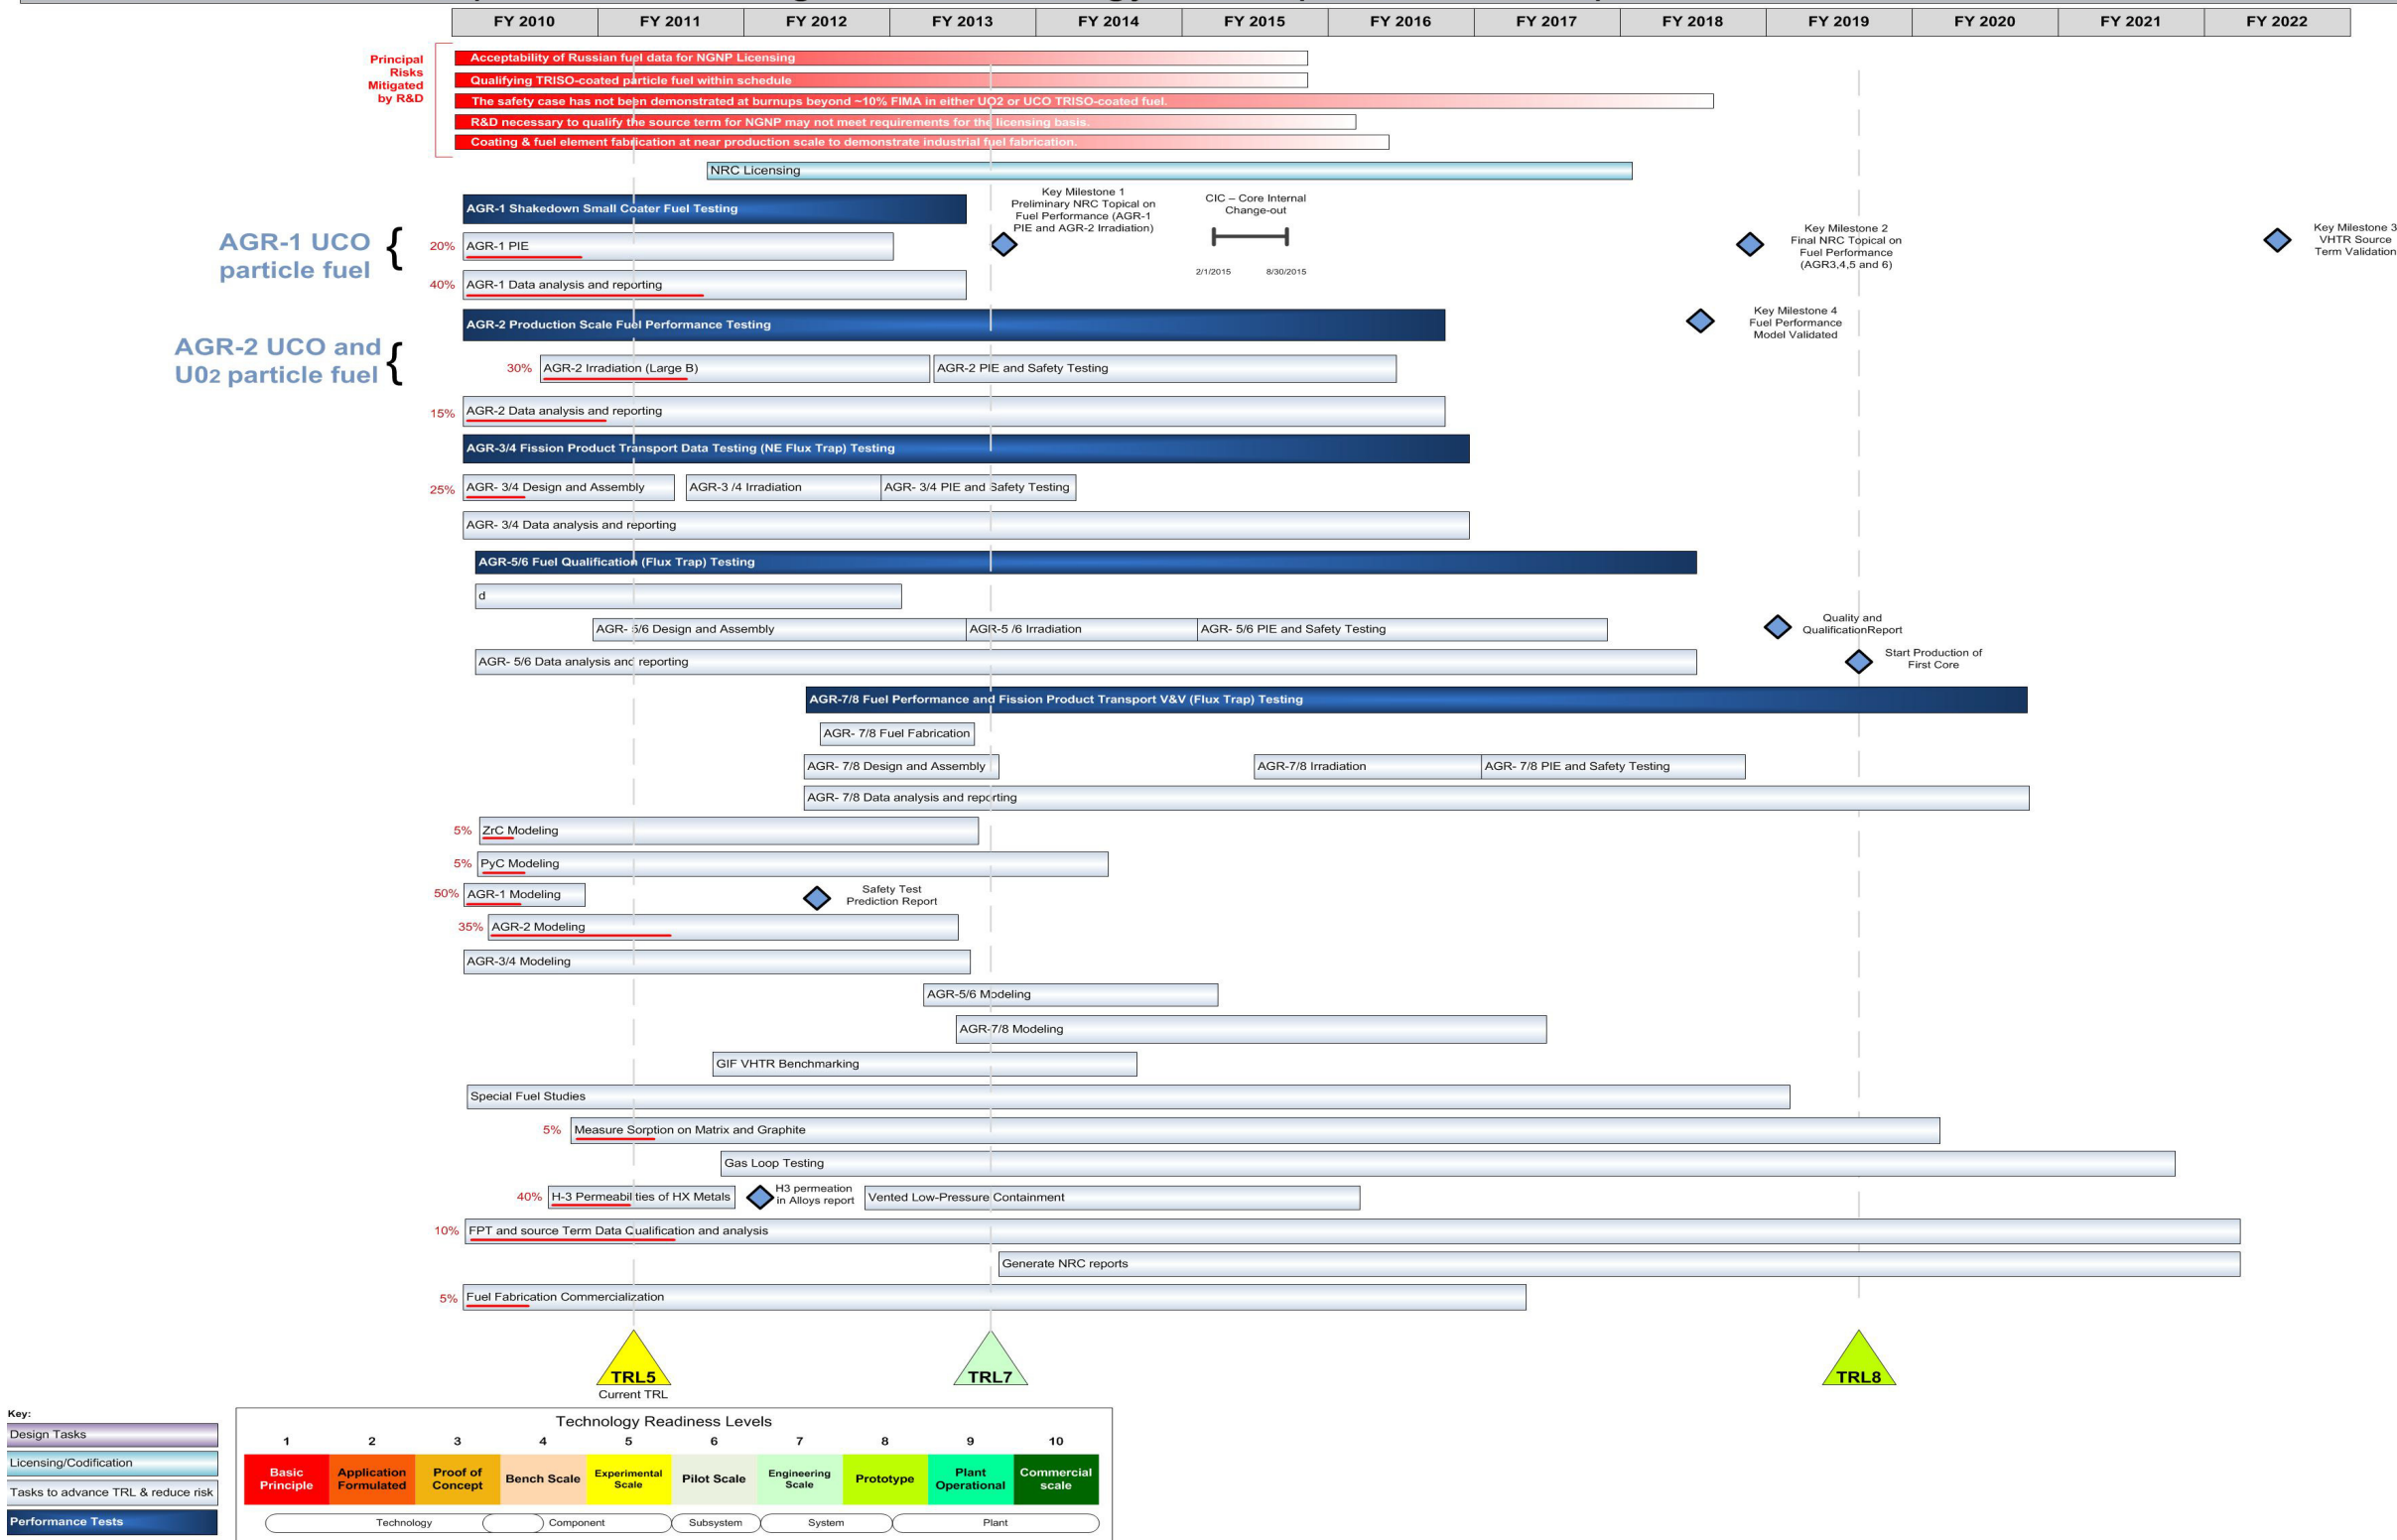 FY 2010 FY 2011 FY 2012 FY 2013 FY 2014 FY 2015 FY 2016 FY 2017 FY 2018 FY 2019 FY 2020 FY 2021 FY 2022
Principal
Risks
Mitigated
by R&D
Acceptability of Russian fuel data for NGNP Licensing
Qualifying TRISO-coated particle fuel within schedule
The safety case has not been demonstrated at burnups beyond ~10% FIMA in either UO2 or UCO TRISO-coated fuel.
R&D necessary to qualify the source term for NGNP may not meet requirements for the licensing basis.
Coating & fuel element fabrication at near production scale to demonstrate industrial fuel fabrication.
NRC Licensing
AGR-1 Shakedown Small Coater Fuel Testing
Key Milestone 1
Preliminary NRC Topical on
Fuel Performance (AGR-1
PIE and AGR-2 Irradiation)
CIC – Core Internal
Change-out
2/1/2015 8/30/2015
Key Milestone 2
Final NRC Topical on
Fuel Performance
(AGR3,4,5 and 6)
Key Milestone 3
VHTR Source
Term Validation
AGR-1 UCO
particle fuel
{
20% AGR-1 PIE
40% AGR-1 Data analysis and reporting
AGR-2 Production Scale Fuel Performance Testing
Key Milestone 4
Fuel Performance
Model Validated
AGR-2 UCO and
U02 particle fuel
{
30% AGR-2 Irradiation (Large B) AGR-2 PIE and Safety Testing
15% AGR-2 Data analysis and reporting
AGR-3/4 Fission Product Transport Data Testing (NE Flux Trap) Testing
25% AGR- 3/4 Design and Assembly AGR-3 /4 Irradiation AGR- 3/4 PIE and Safety Testing
AGR- 3/4 Data analysis and reporting
AGR-5/6 Fuel Qualification (Flux Trap) Testing
d
AGR- 5/6 Design and Assembly AGR-5 /6 Irradiation AGR- 5/6 PIE and Safety Testing
Quality and
QualificationReport
AGR- 5/6 Data analysis and reporting
Start Production of
First Core
AGR-7/8 Fuel Performance and Fission Product Transport V&V (Flux Trap) Testing
AGR- 7/8 Fuel Fabrication
AGR- 7/8 Design and Assembly AGR-7/8 Irradiation AGR- 7/8 PIE and Safety Testing
AGR- 7/8 Data analysis and reporting
5% ZrC Modeling
5% PyC Modeling
50% AGR-1 Modeling
Safety Test
Prediction Report
35% AGR-2 Modeling
AGR-3/4 Modeling
AGR-5/6 Modeling
AGR-7/8 Modeling
GIF VHTR Benchmarking
Special Fuel Studies
5% Measure Sorption on Matrix and Graphite
Gas Loop Testing
40% H-3 Permeabilties of HX Metals
H3 permeation
in Alloys report
Vented Low-Pressure Containment
10% FPT and source Term Data Qualification and analysis
Generate NRC reports
5% Fuel Fabrication Commercialization
TRL5 TRL7 TRL8
Current TRL
Key:
Design Tasks
Licensing/Codification
Tasks to advance TRL & reduce risk
Performance Tests
Technology Readiness Levels
1 2 3 4 5 6 7 8 9 10
Basic
Principle
Application
Formulated
Proof of
Concept
Bench Scale
Experimental
Scale
Pilot Scale
Engineering
Scale
Prototype
Plant
Operational
Commercial
scale
Technology Component Subsystem System Plant